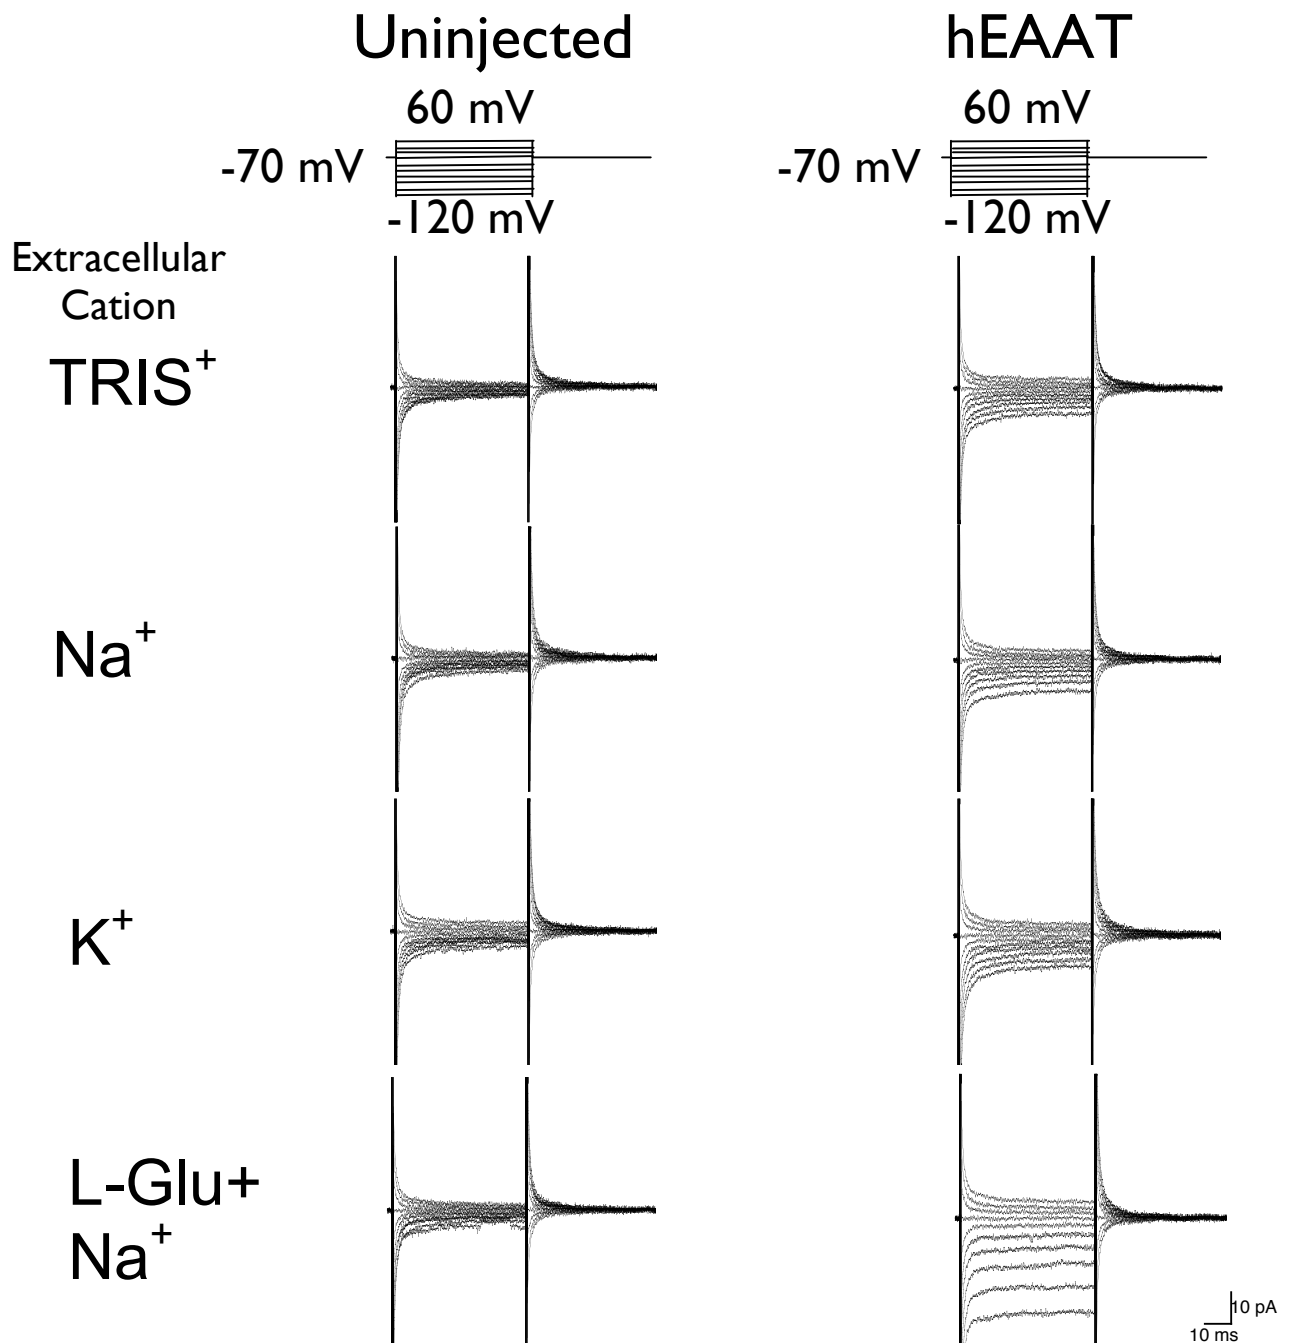 Uninjected
hEAAT
60 mV
60 mV
-70 mV
-70 mV
-120 mV
-120 mV
Extracellular
Cation
TRIS⁺
Na⁺
K⁺
L-Glu+
Na⁺
10 pA
10 ms